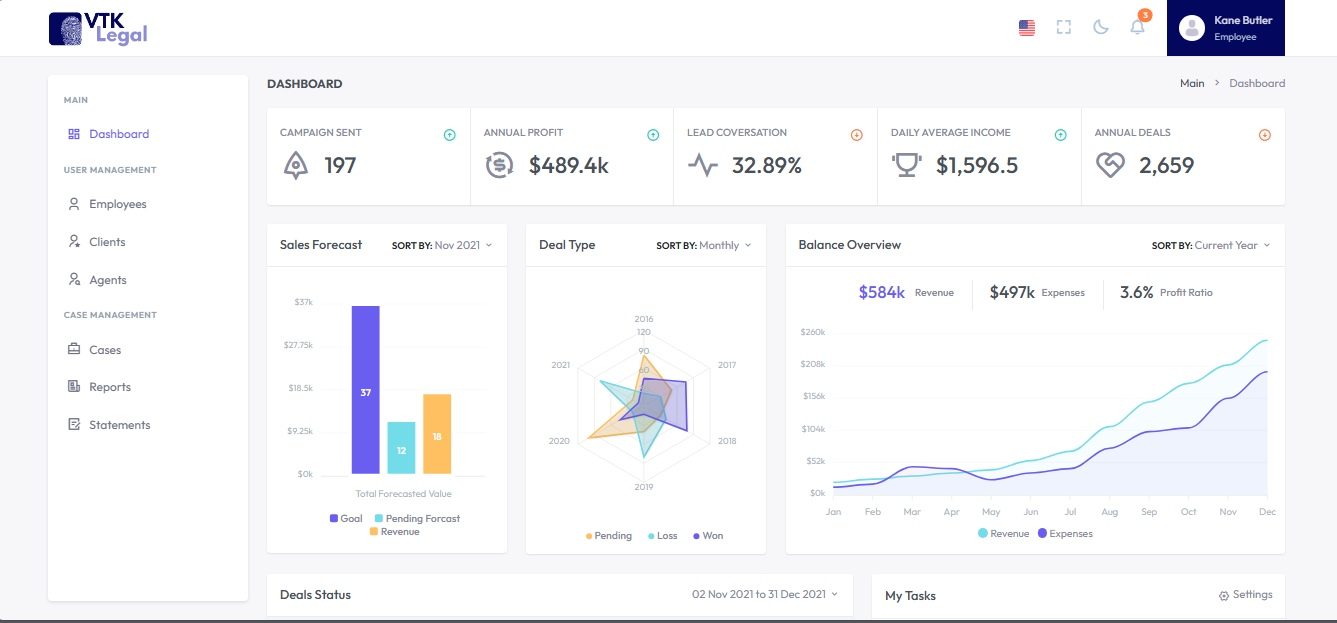 VTK
Legal
3
Kane Butler
Employee
MAIN
Dashboard
USER MANAGEMENT
Employees
Clients
Agents
CASE MANAGEMENT
Cases
Reports
Statements
DASHBOARD
Main > Dashboard
CAMPAIGN SENT
197
ANNUAL PROFIT
$489.4k
LEAD COVERSATION
32.89%
DAILY AVERAGE INCOME
$1,596.5
ANNUAL DEALS
2,659
Sales Forecast SORT BY: Nov 2021
$37k
$27.75k
$18.5k
$9.25k
$0k
37
12
18
Total Forecasted Value
Goal Pending Forcast
Revenue
Deal Type SORT BY: Monthly
2016
120
90
60
2017
2018
2019
2020
2021
Pending Loss Won
Balance Overview SORT BY: Current Year
$584k Revenue $497k Expenses 3.6% Profit Ratio
$260k
$208k
$156k
$104k
$52k
$0k
Jan Feb Mar Apr May Jun Jul Aug Sep Oct Nov Dec
Revenue Expenses
Deals Status 02 Nov 2021 to 31 Dec 2021
My Tasks Settings